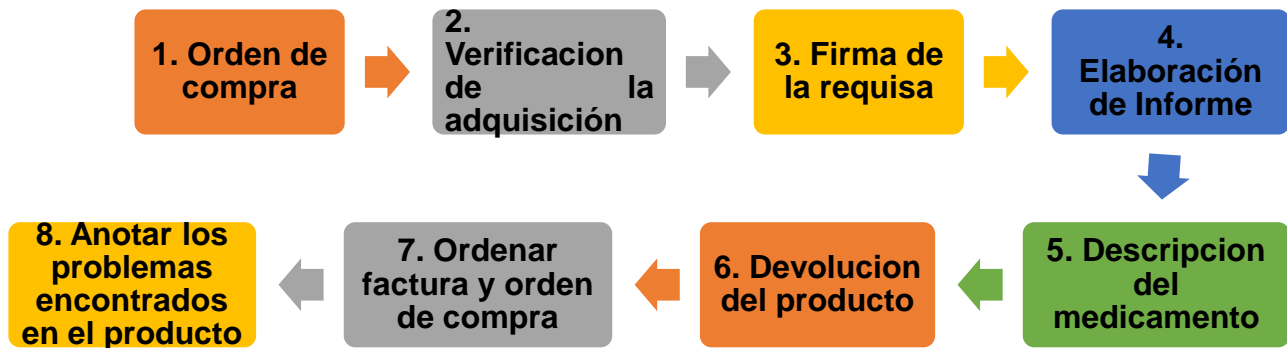 1. Orden de
compra
2.
Verificacion
de la
adquisición
3. Firma de
la requisa
4.
Elaboración
de Informe
5. Descripcion
del
medicamento
6. Devolucion
del producto
7. Ordenar
factura y orden
de compra
8. Anotar los
problemas
encontrados
en el producto